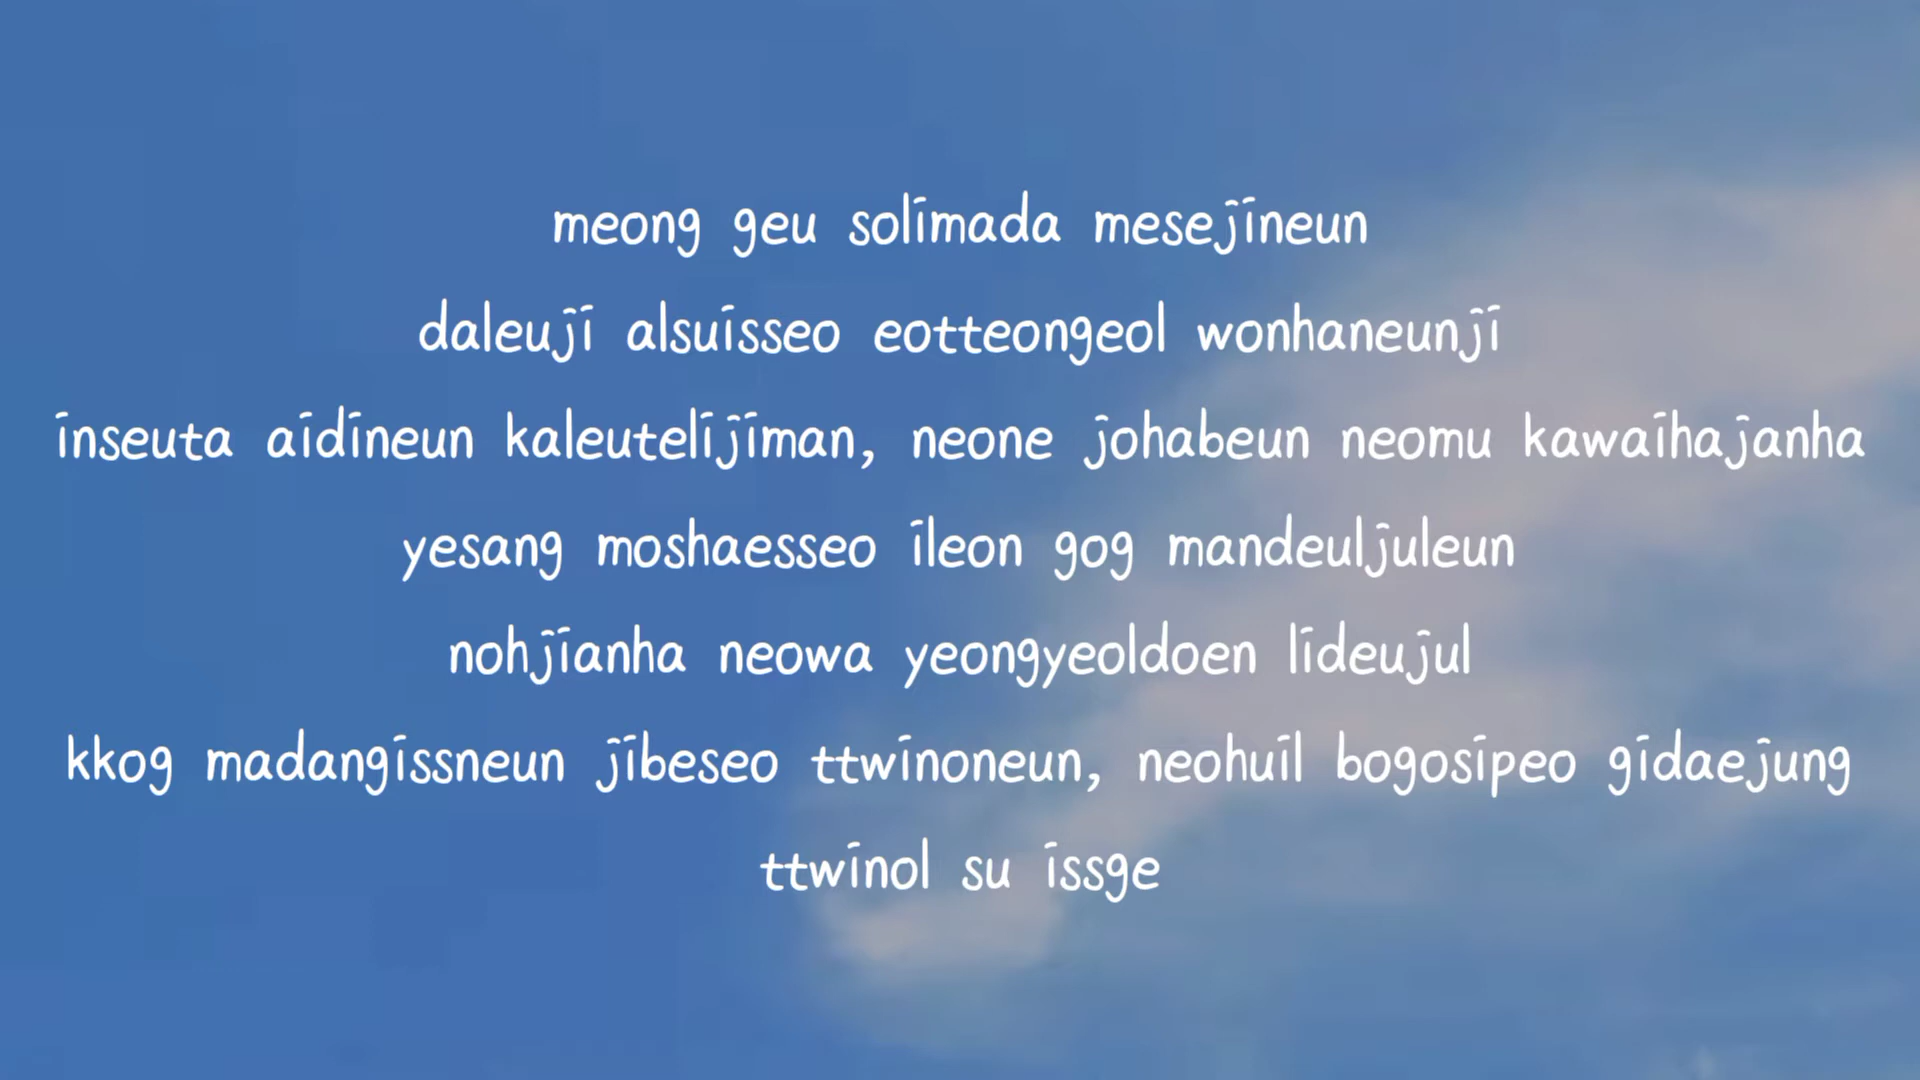 meong geu solimada mesejineun
daleuji alsuisseo eotteongeol wonhaneunji
inseuta aidineun kaleutelijiman, neone johabeun neomu kawaihajanha
yesang moshaesseo ileon gog mandeuljuleun
nohjianha neowa yeongyeoldoen lideujul
kkog madangissneun jibeseo ttwinoneun, neohuil bogosipeo gidaejung
ttwinol su issge